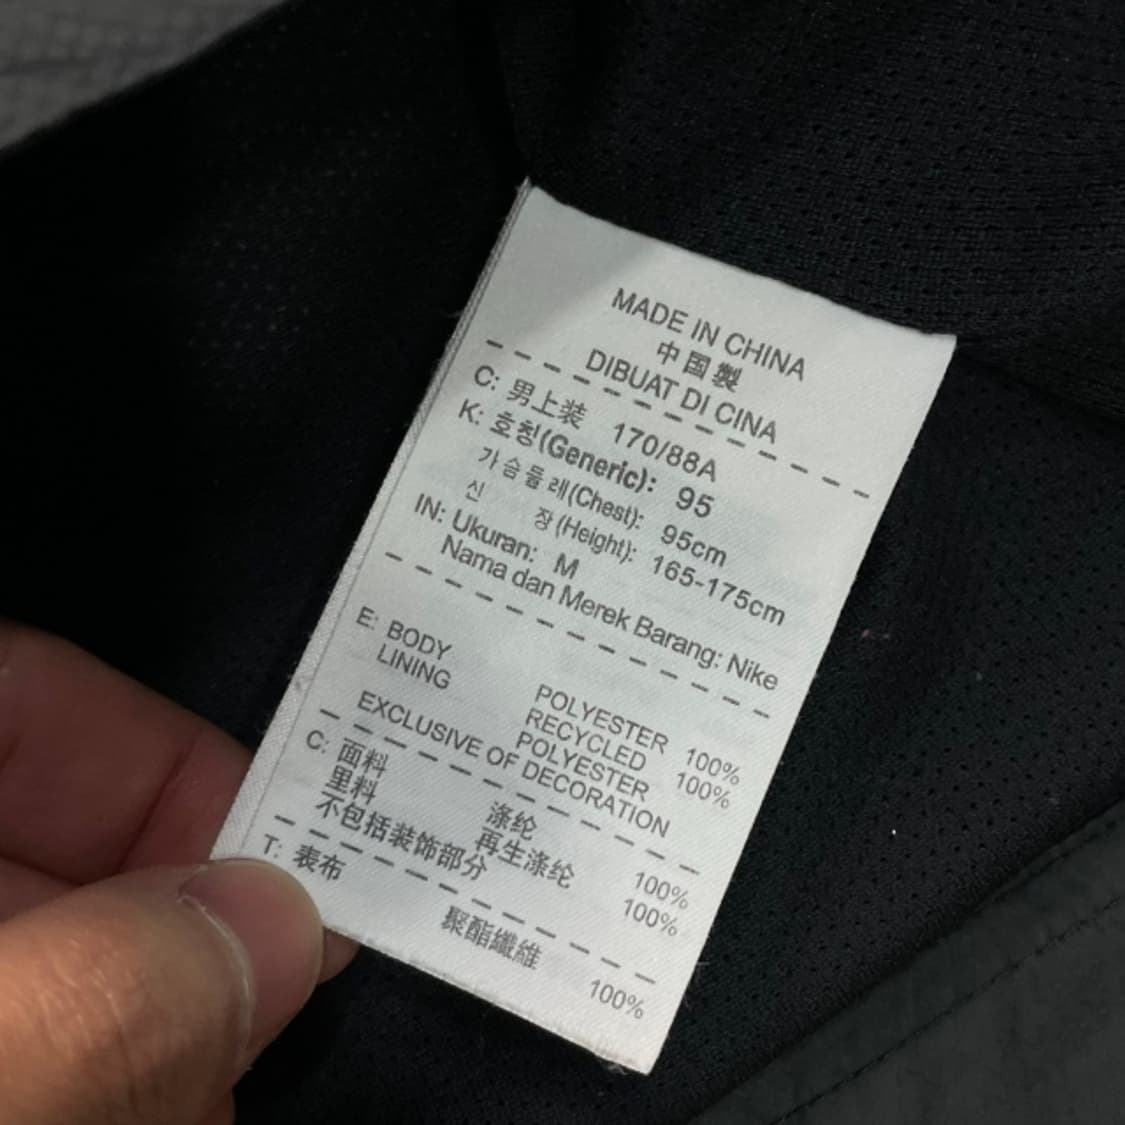 MADE IN CHINA
中国製
DIBUAT DI CINA
C: 男上装 170/88A
K: 호칭(Generic): 95
가슴둘레(Chest): 95cm
신 장(Height): 165-175cm
IN: Ukuran: M
Nama dan Merek Barang: Nike
E: BODY POLYESTER 100%
LINING RECYCLED POLYESTER 100%
EXCLUSIVE OF DECORATION
C: 面料 涤纶 100%
里料 再生涤纶 100%
不包括装饰部分
T: 表布 聚酯纖維 100%